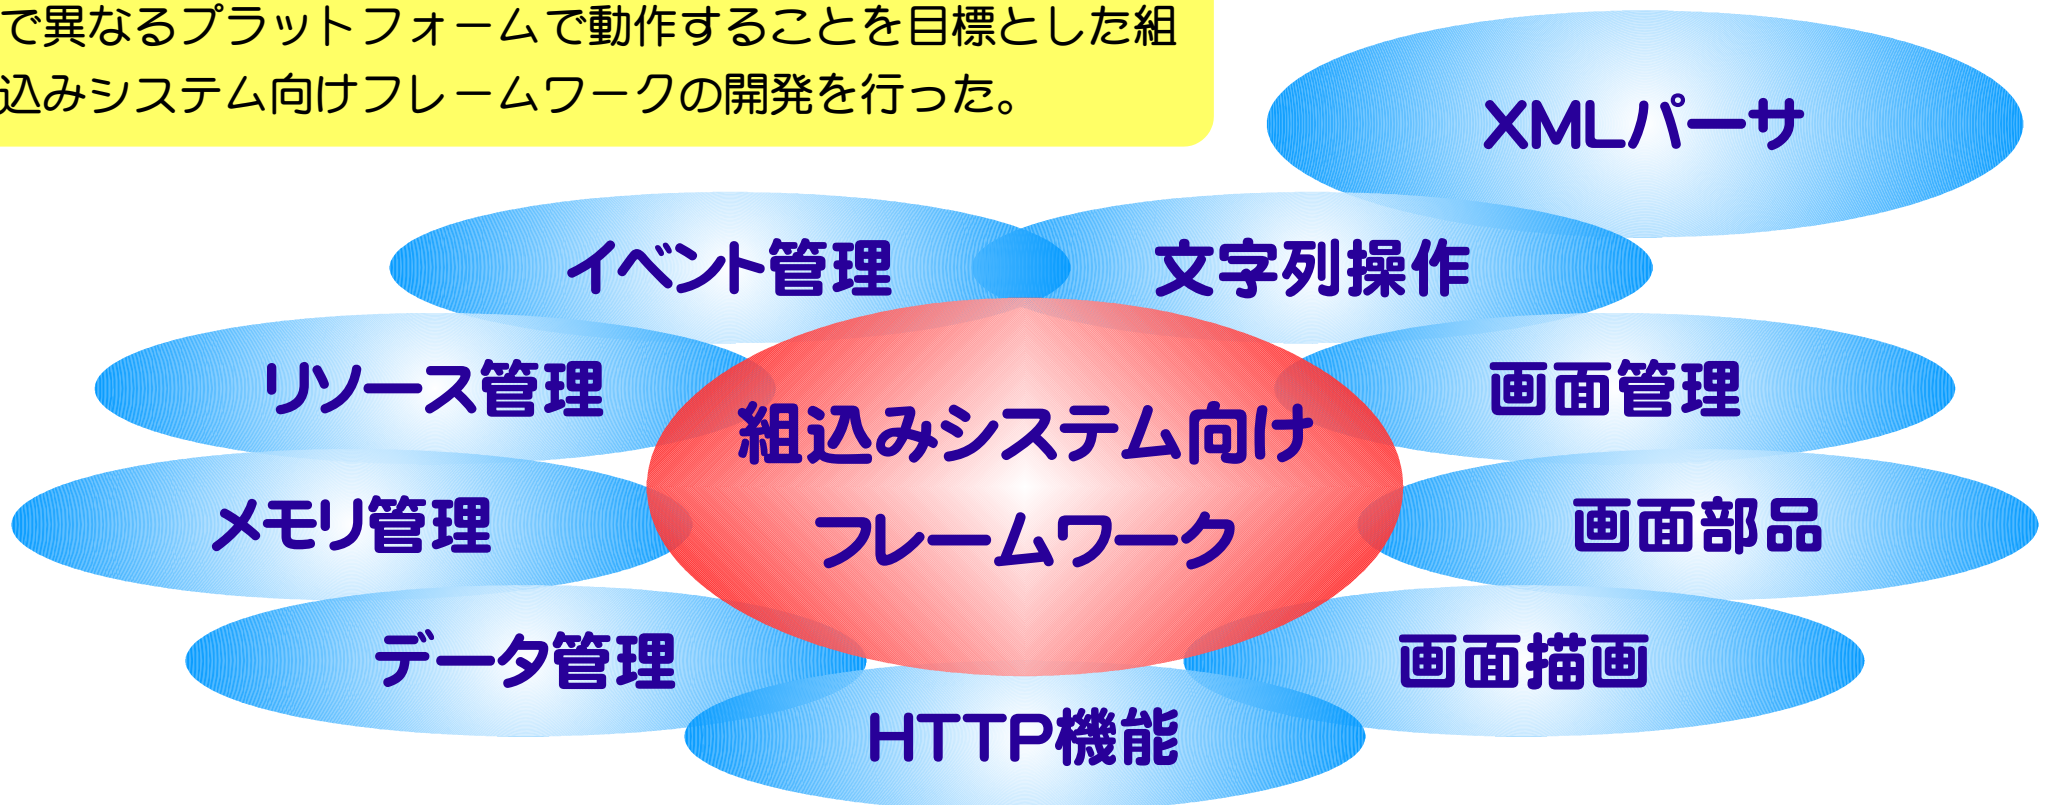 で異なるプラットフォームで動作することを目標とした組
込みシステム向けフレームワークの開発を行った。
XMLパーサ
イベント管理
文字列操作
リソース管理
画面管理
組込みシステム向け
フレームワーク
メモリ管理
画面部品
データ管理
画面描画
HTTP機能